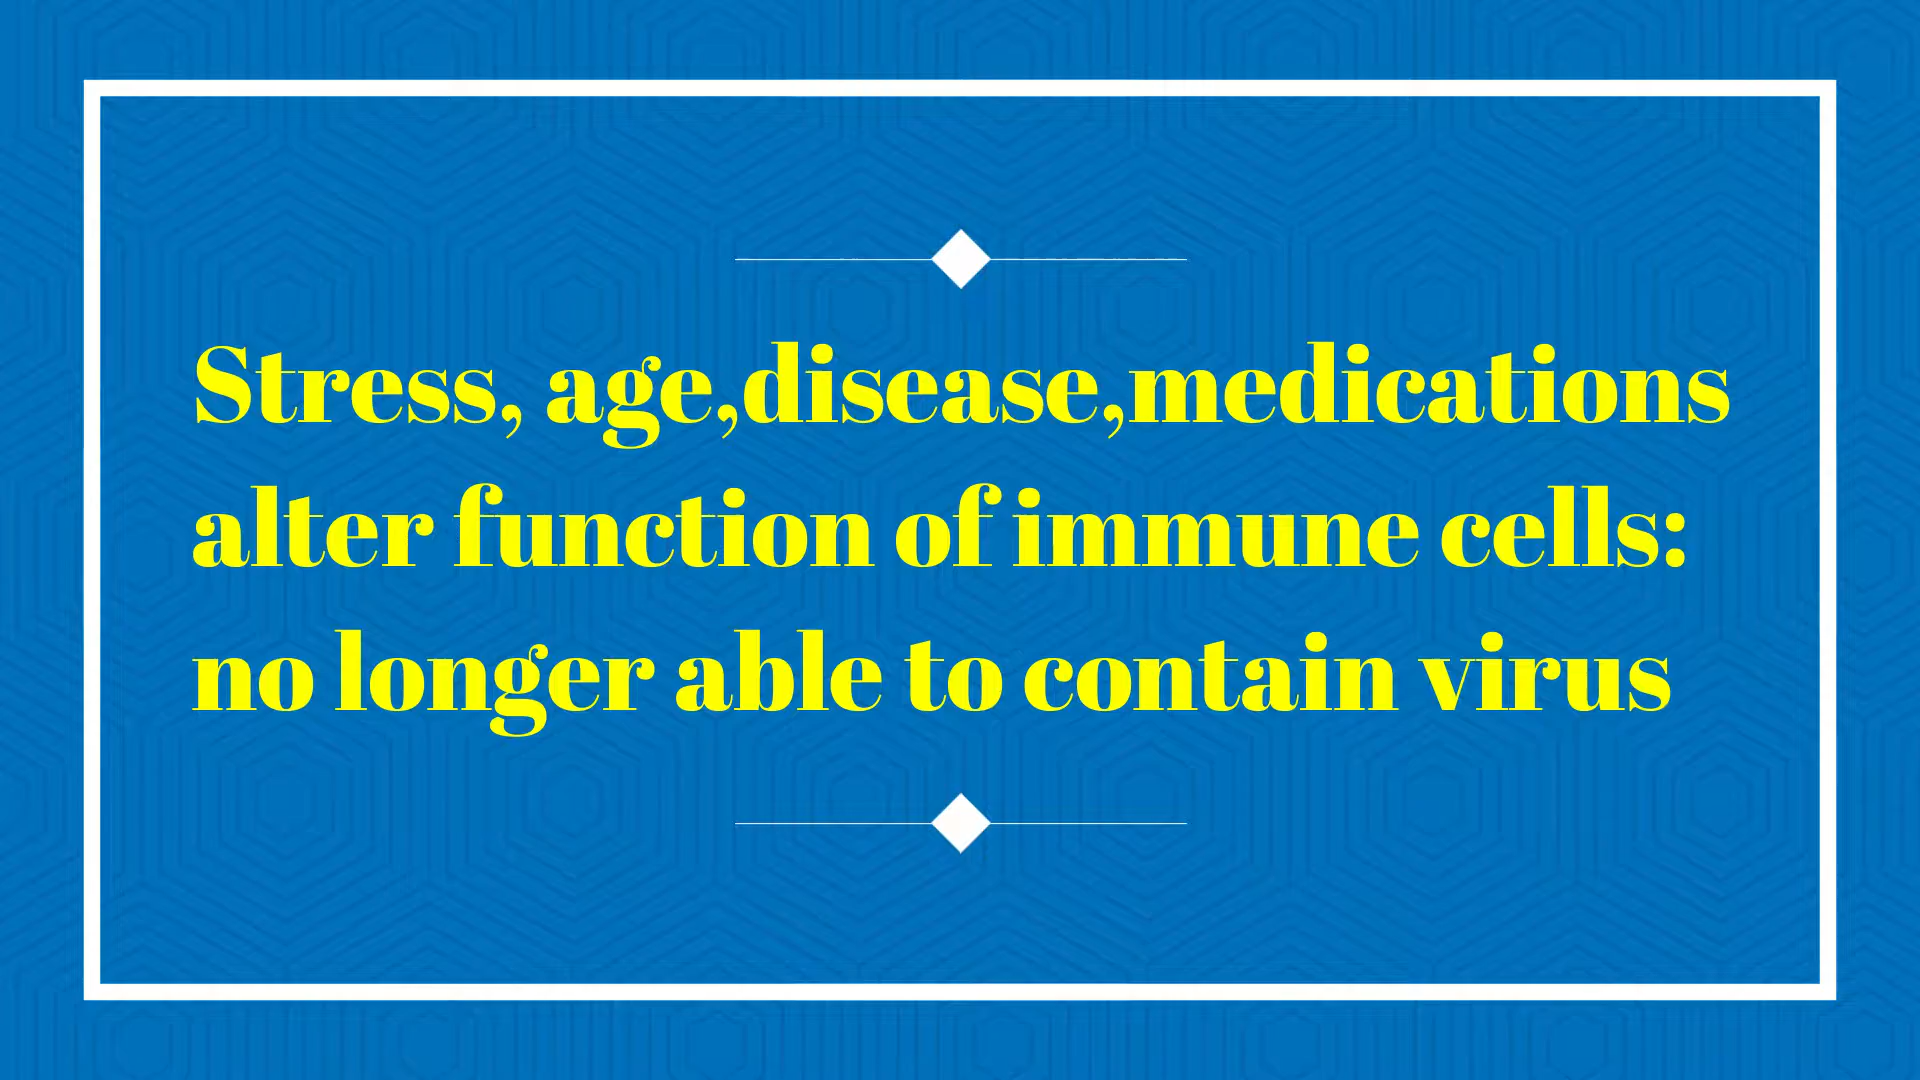 Stress, age,disease,medications
alter function of immune cells:
no longer able to contain virus